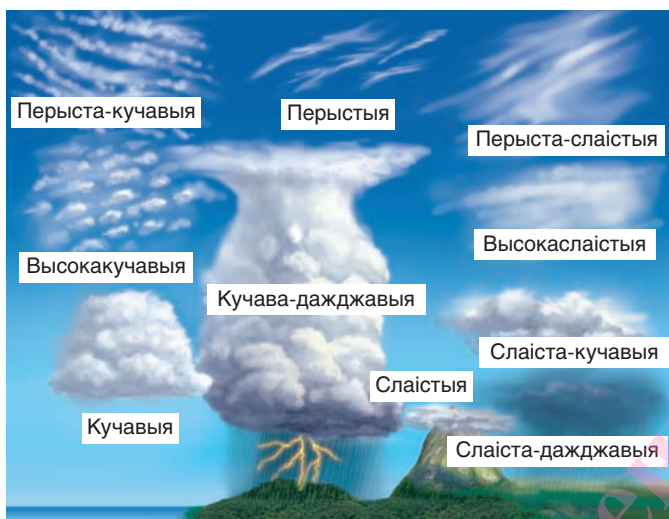 Перыста-кучавыя
Перыстыя
Перыста-слаістыя
Высокакучавыя
Высокаслаістыя
Кучава-дажджавыя
Слаіста-кучавыя
Слаістыя
Кучавыя
Слаіста-дажджавыя